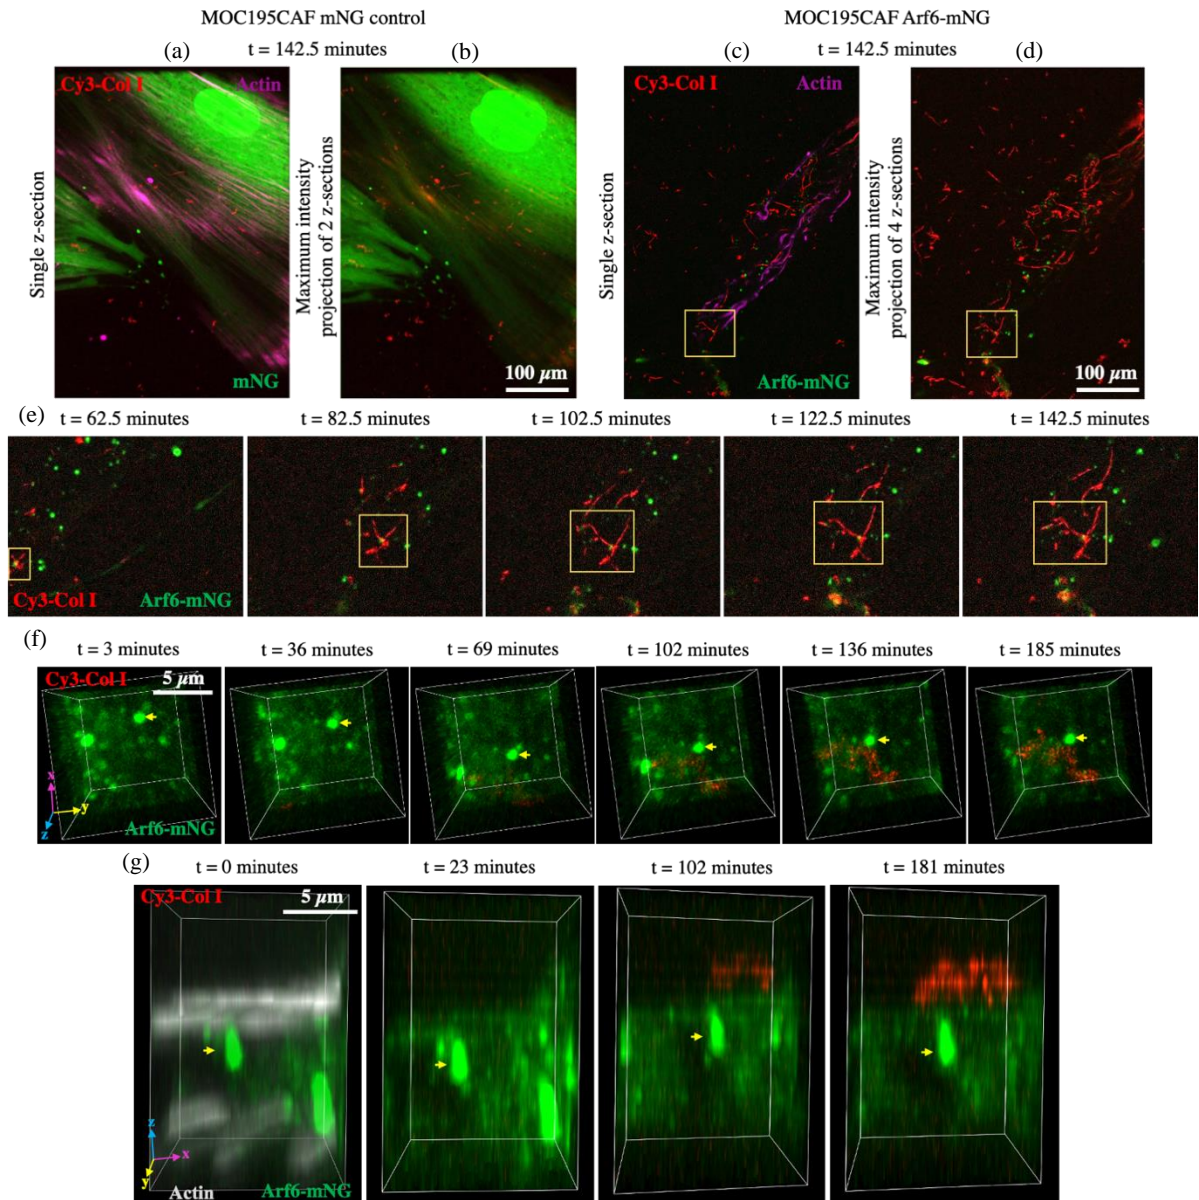 MOC195CAF mNG control
MOC195CAF Arf6-mNG
(a)
t = 142.5 minutes
(b)
(c)
t = 142.5 minutes
(d)
Cy3-Col I
Actin
Single z-section
mNG
Maximum intensity
projection of 2 z-sections
100 µm
Cy3-Col I
Actin
Single z-section
Arf6-mNG
Maximum intensity
projection of 4 z-sections
100 µm
(e)
t = 62.5 minutes
t = 82.5 minutes
t = 102.5 minutes
t = 122.5 minutes
t = 142.5 minutes
Cy3-Col I
Arf6-mNG
(f)
t = 3 minutes
t = 36 minutes
t = 69 minutes
t = 102 minutes
t = 136 minutes
t = 185 minutes
Cy3-Col I
5 µm
x
y
z
Arf6-mNG
(g)
t = 0 minutes
t = 23 minutes
t = 102 minutes
t = 181 minutes
Cy3-Col I
5 µm
z
x
y
Actin
Arf6-mNG